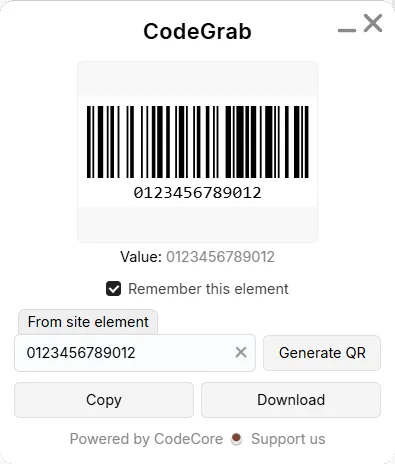 CodeGrab
0123456789012
Value: 0123456789012
Remember this element
From site element
0123456789012
Generate QR
Copy
Download
Powered by CodeCore
Support us